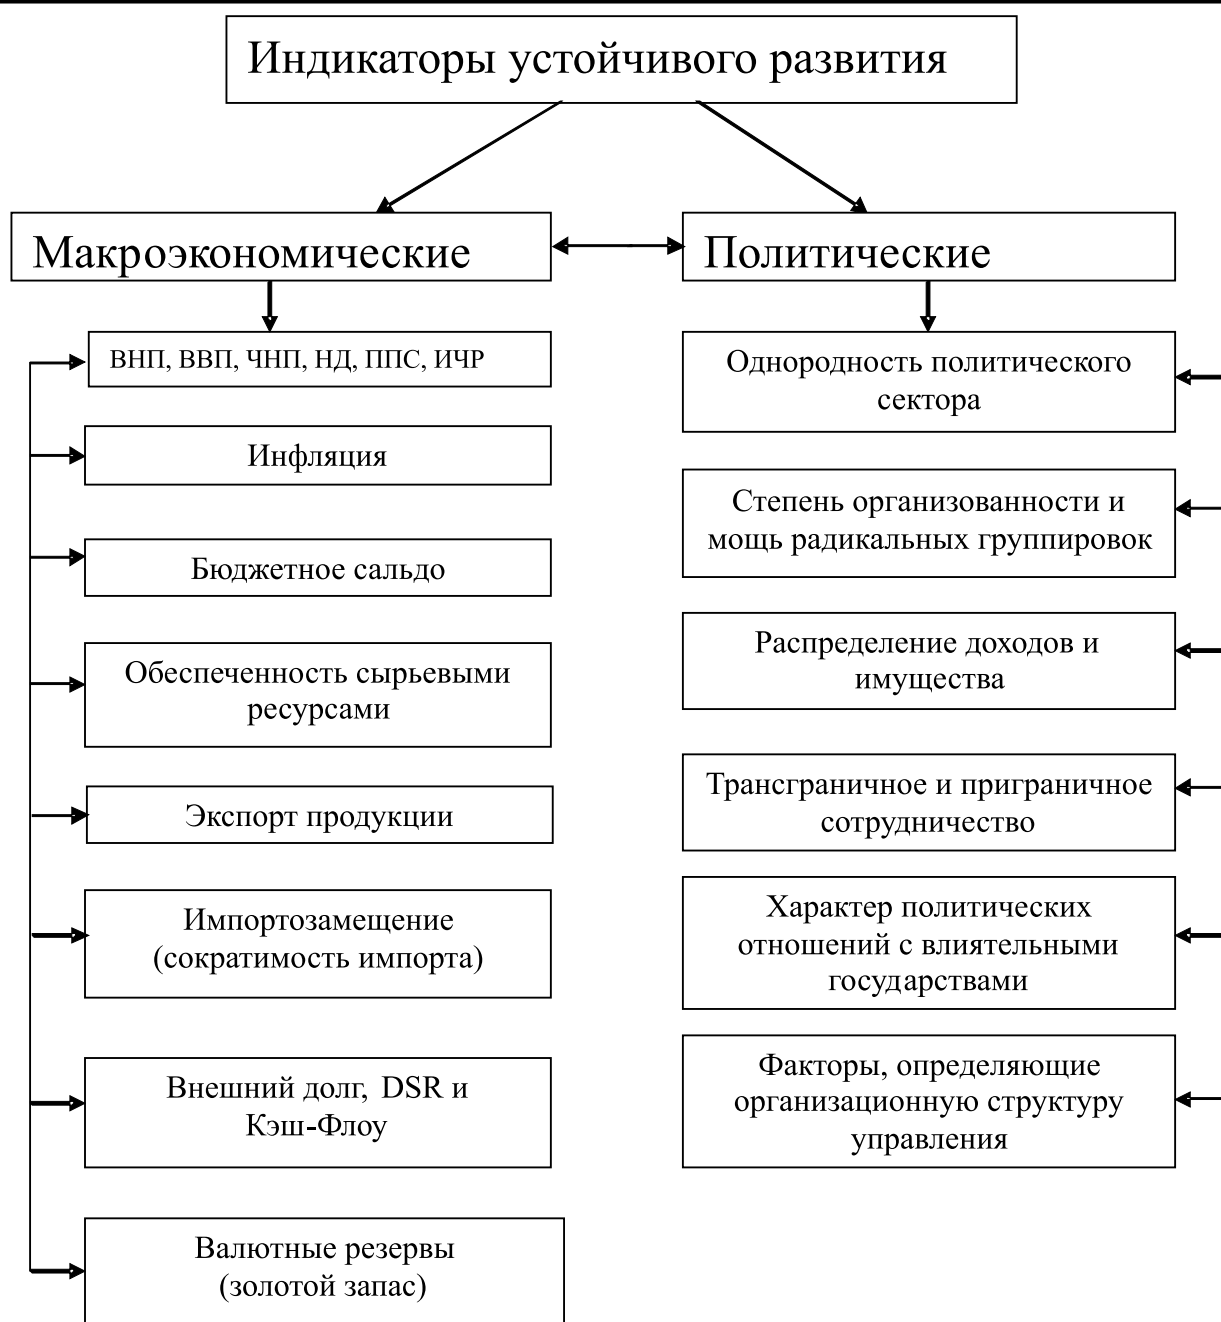 Индикаторы устойчивого развития
Макроэкономические
Политические
ВНП, ВВП, ЧНП, НД, ППС, ИЧР
Инфляция
Бюджетное сальдо
Обеспеченность сырьевыми
ресурсами
Экспорт продукции
Импортозамещение
(сократимость импорта)
Внешний долг, DSR и
Кэш-Флоу
Валютные резервы
(золотой запас)
Однородность политического
сектора
Степень организованности и
мощь радикальных группировок
Распределение доходов и
имущества
Трансграничное и приграничное
сотрудничество
Характер политических
отношений с влиятельными
государствами
Факторы, определяющие
организационную структуру
управления